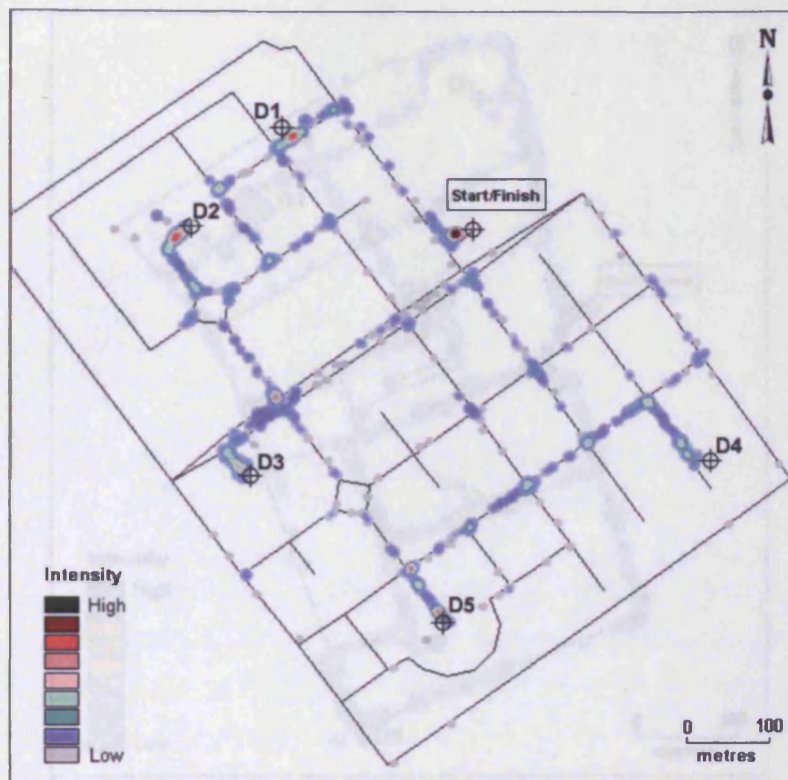 N
D1
Start/Finish
D2
D3
D4
D5
Intensity
High
Low
0 100
metres